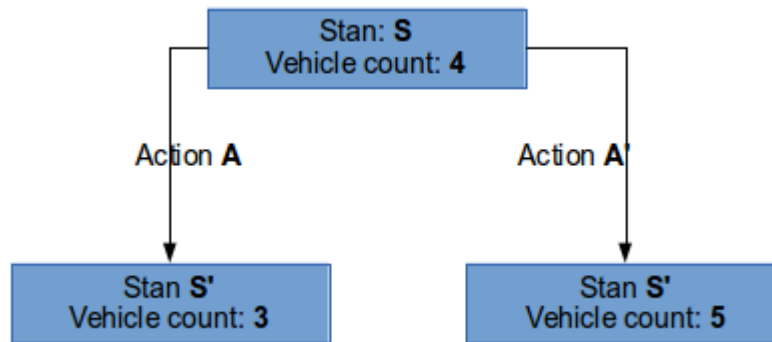 Stan: S
Vehicle count: 4
Action A
Action A'
Stan S'
Vehicle count: 3
Stan S'
Vehicle count: 5